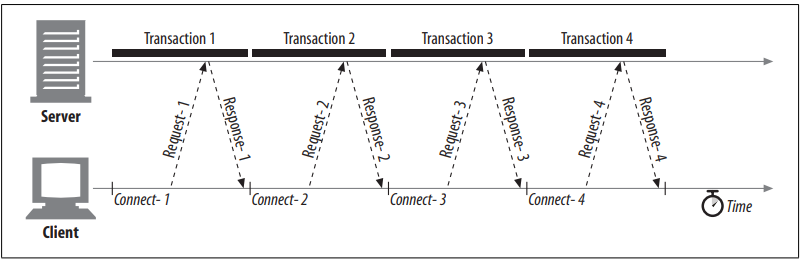 Transaction 1
Transaction 2
Transaction 3
Transaction 4
Server
Request- 1
Response- 1
Request- 2
Response- 2
Request- 3
Response- 3
Request- 4
Response- 4
Connect- 1
Connect- 2
Connect- 3
Connect- 4
Time
Client